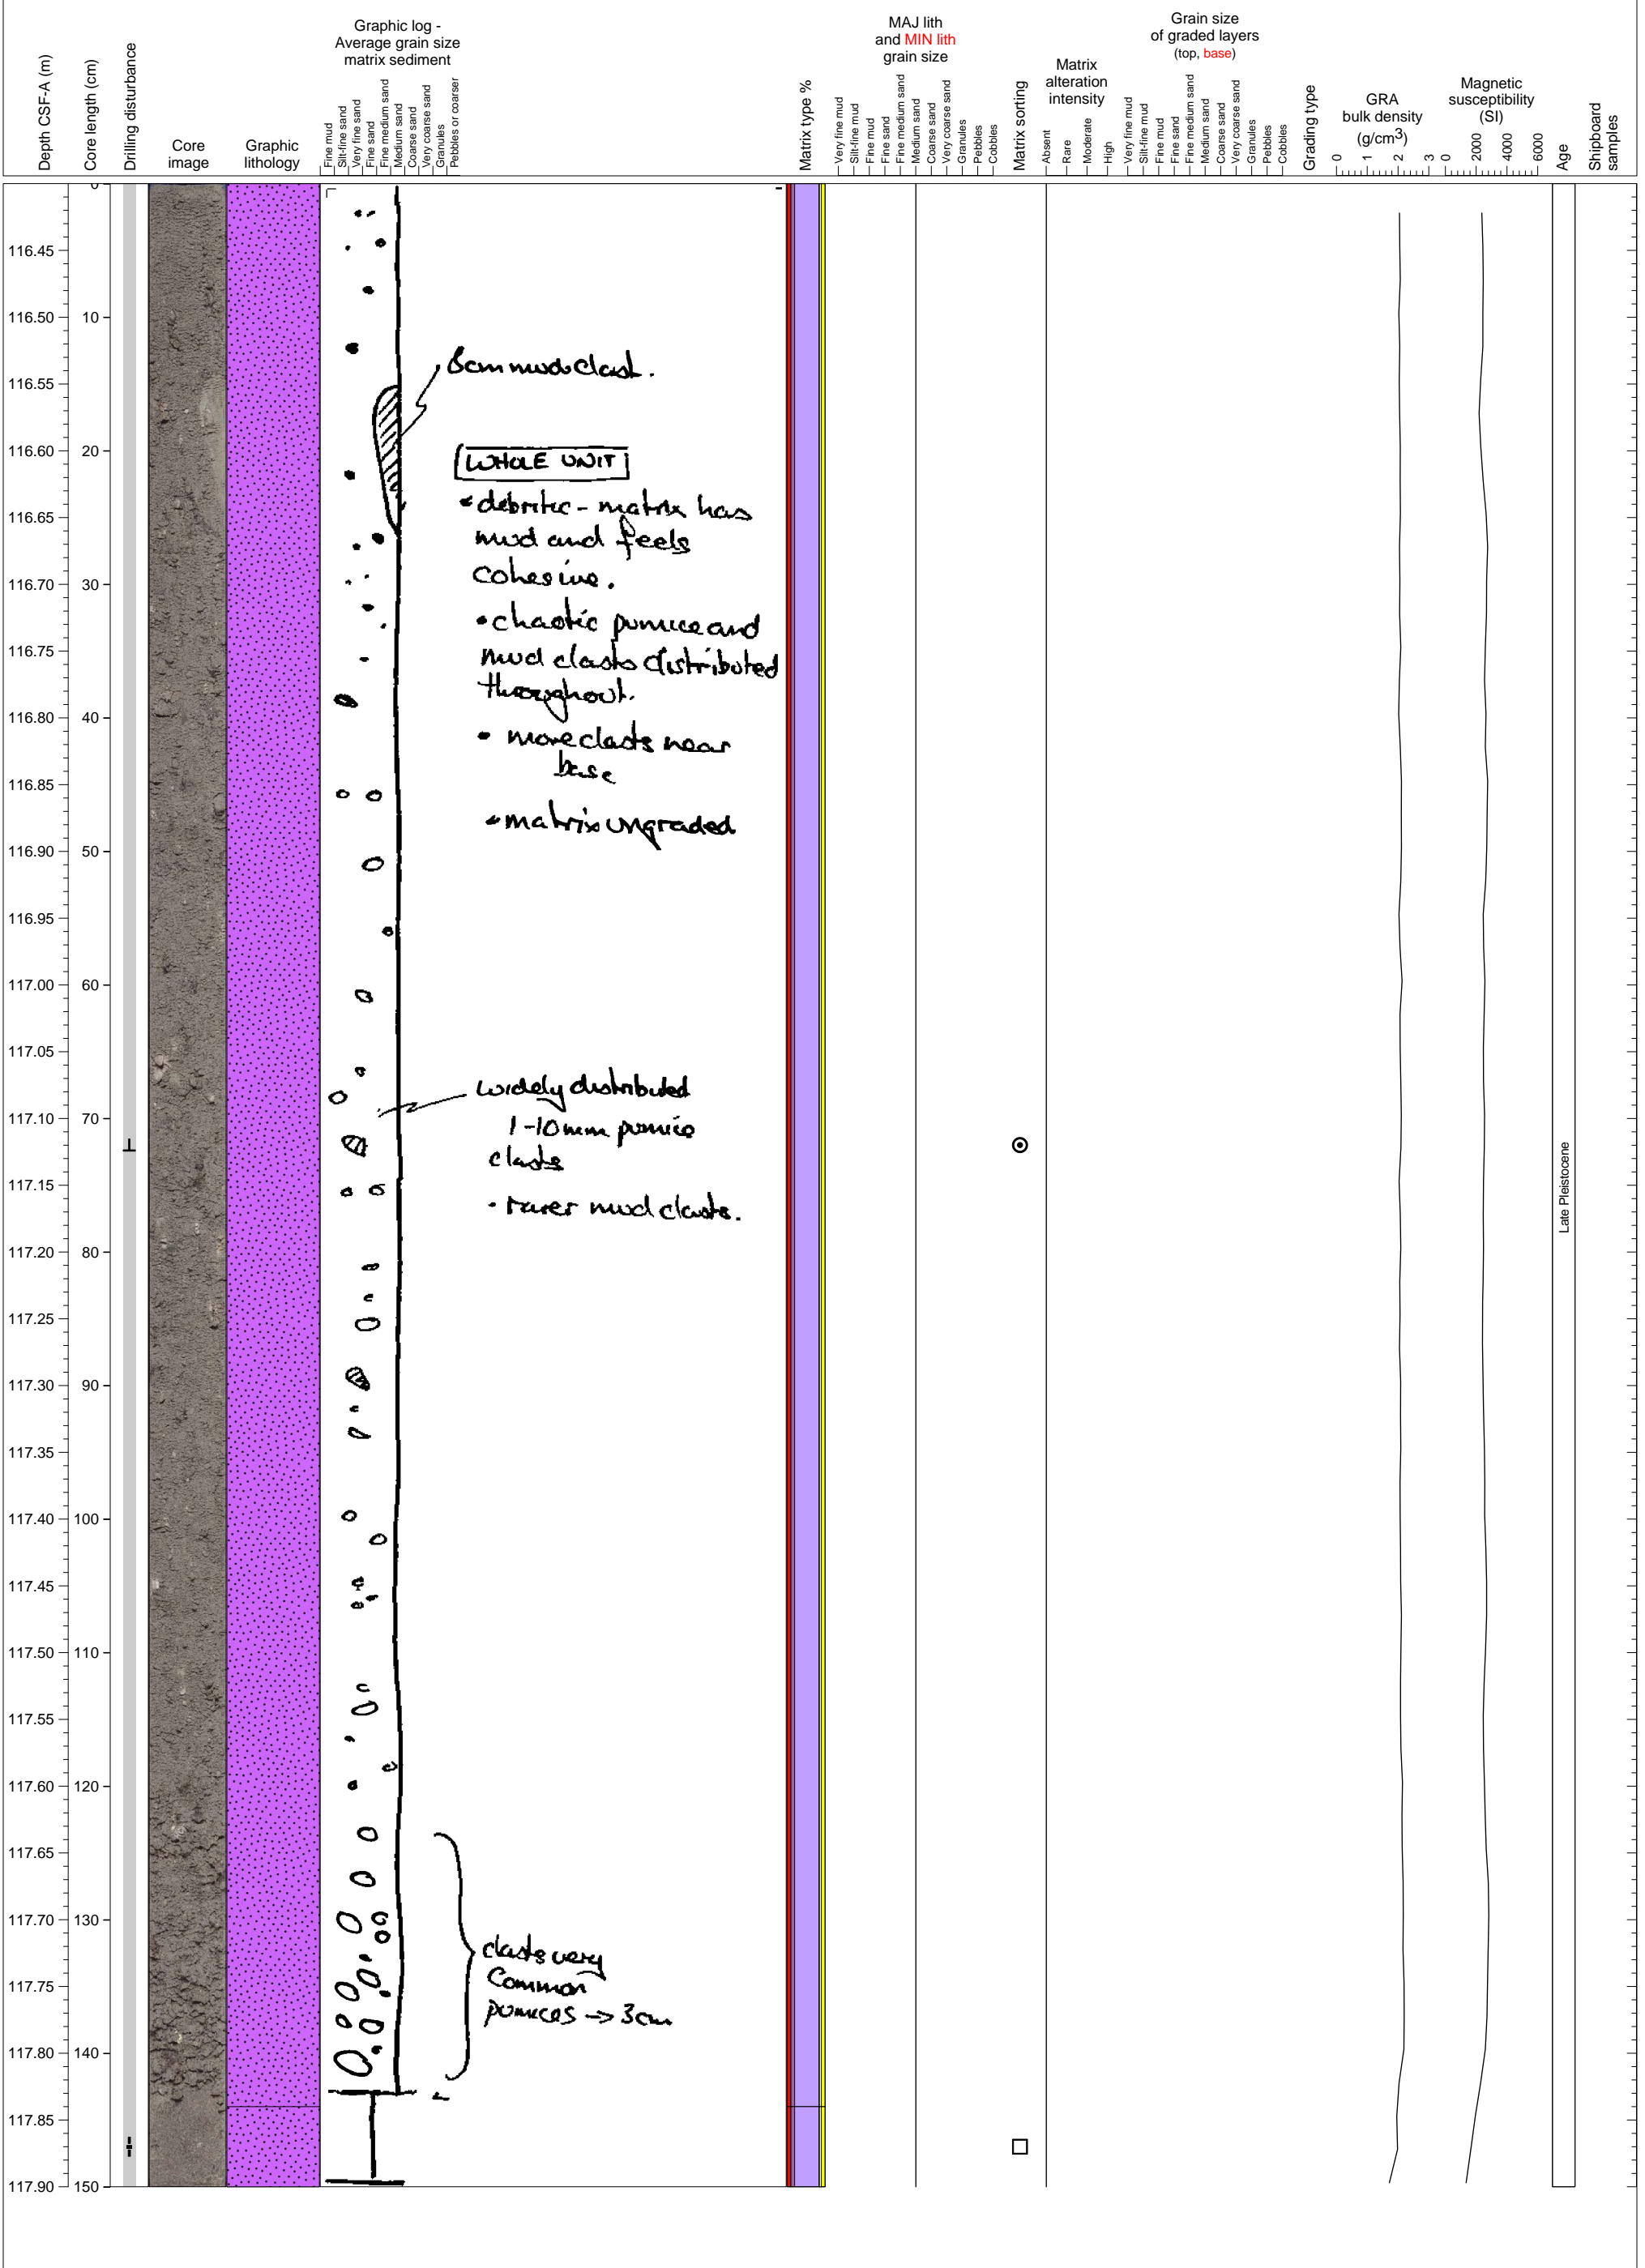 Depth CSF-A (m)
Core length (cm)
Drilling disturbance
Core
image
Graphic
lithology
Graphic log -
Average grain size
matrix sediment
Fine mud
Silt-fine sand
Very fine sand
Fine sand
Fine medium sand
Medium sand
Coarse sand
Very coarse sand
Granules
Pebbles or coarser
Matrix type %
MAJ lith
and MIN lith
grain size
Very fine mud
Silt-fine mud
Fine mud
Fine sand
Fine medium sand
Medium sand
Coarse sand
Very coarse sand
Granules
Pebbles
Cobbles
Matrix sorting
Matrix
alteration
intensity
Absent
Rare
Moderate
High
Grain size
of graded layers
(top, base)
Very fine mud
Silt-fine mud
Fine mud
Fine sand
Fine medium sand
Medium sand
Coarse sand
Very coarse sand
Granules
Pebbles
Cobbles
Grading type
GRA
bulk density
(g/cm3)
0 1 2 3
Magnetic
susceptibility
(SI)
0 2000 4000 6000
Age
Shipboard
samples
0
116.45
116.50 10
116.55
116.60 20
116.65
116.70 30
116.75
116.80 40
116.85
116.90 50
116.95
117.00 60
117.05
117.10 70
117.15
117.20 80
117.25
117.30 90
117.35
117.40 100
117.45
117.50 110
117.55
117.60 120
117.65
117.70 130
117.75
117.80 140
117.85
117.90 150
8cm mud clast.
WHOLE UNIT
• debritic - matrix has
mud and feels
cohesive.
• chaotic pumice and
mud clasts distributed
throughout.
• more clasts near
base
• matrix ungraded
widely distributed
1-10mm pumice
clasts
• rarer mud clasts.
clasts very
common
pumices -> 3cm
Late Pleistocene